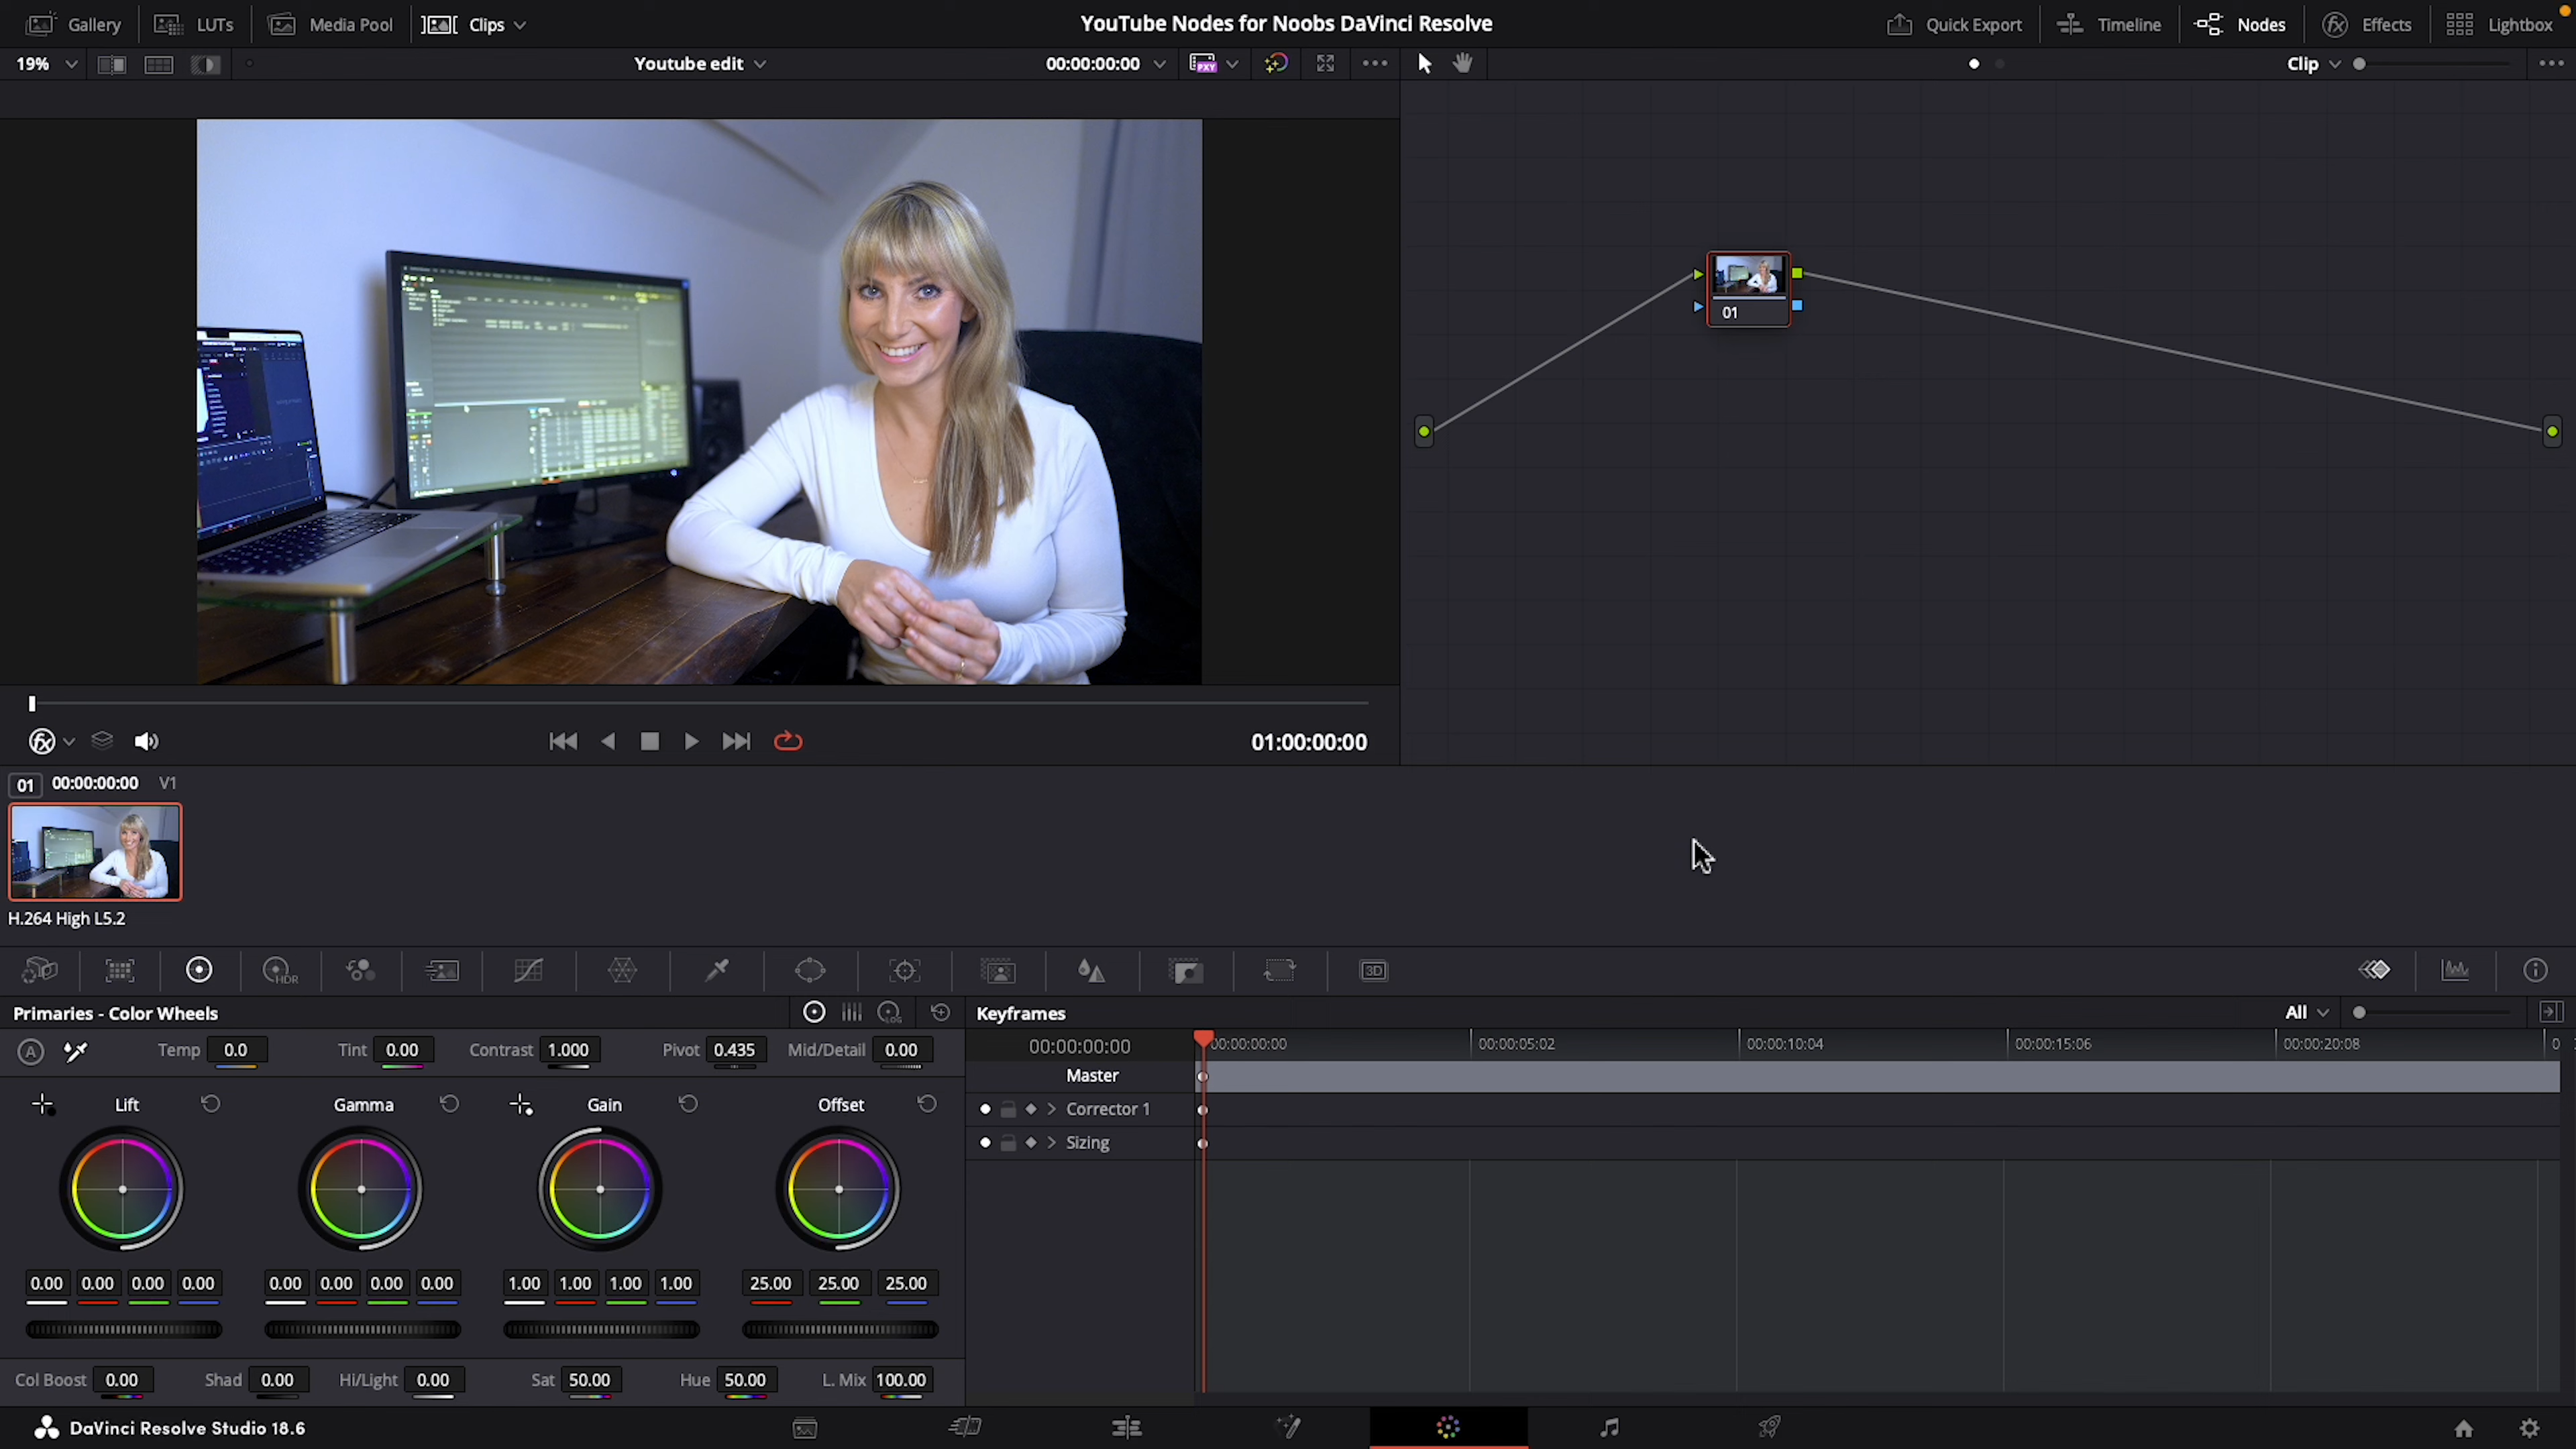 Gallery LUTs Media Pool Clips YouTube Nodes for Noobs DaVinci Resolve Quick Export Timeline Nodes Effects Lightbox
19% Youtube edit 00:00:00:00 PXY Clip
01
01:00:00:00
01 00:00:00:00 V1
H.264 High L5.2
HDR 3D
Primaries - Color Wheels LOG
Temp 0.0 Tint 0.00 Contrast 1.000 Pivot 0.435 Mid/Detail 0.00
Lift Gamma Gain Offset
0.00 0.00 0.00 0.00 0.00 0.00 0.00 0.00 1.00 1.00 1.00 1.00 25.00 25.00 25.00
Col Boost 0.00 Shad 0.00 Hi/Light 0.00 Sat 50.00 Hue 50.00 L. Mix 100.00
Keyframes All
00:00:00:00 00:00:00:00 00:00:05:02 00:00:10:04 00:00:15:06 00:00:20:08 0
Master
Corrector 1
Sizing
DaVinci Resolve Studio 18.6